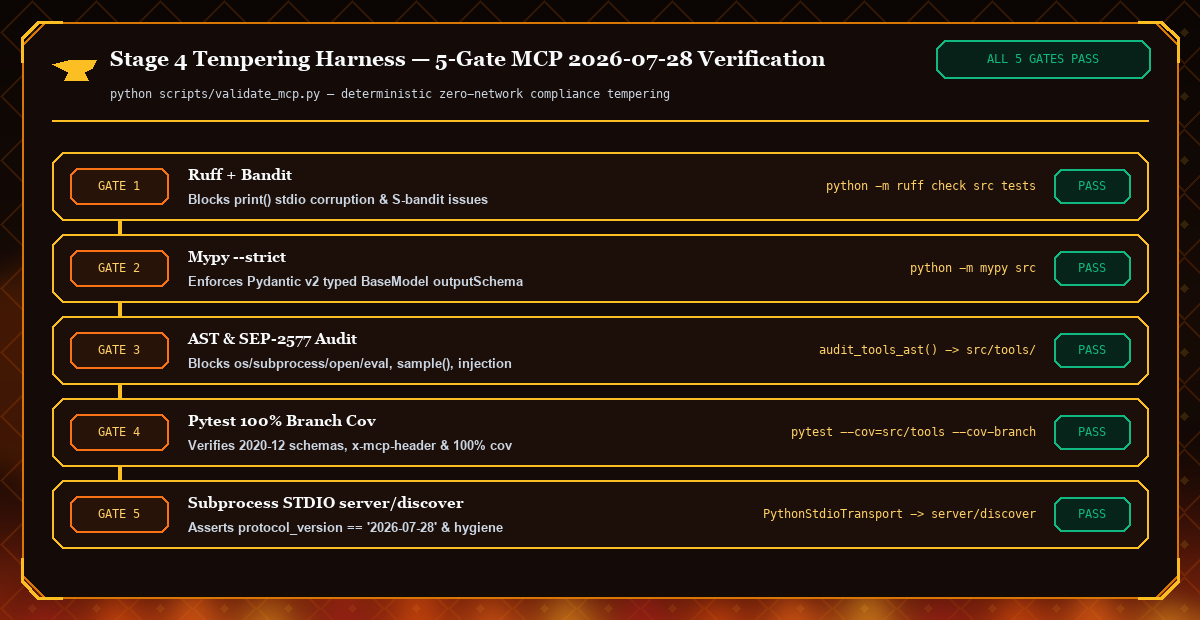 Stage 4 Tempering Harness — 5-Gate MCP 2026-07-28 Verification
ALL 5 GATES PASS
python scripts/validate_mcp.py — deterministic zero-network compliance tempering
GATE 1
Ruff + Bandit
Blocks print() stdio corruption & S-bandit issues
python -m ruff check src tests
PASS
GATE 2
Mypy --strict
Enforces Pydantic v2 typed BaseModel outputSchema
python -m mypy src
PASS
GATE 3
AST & SEP-2577 Audit
Blocks os/subprocess/open/eval, sample(), injection
audit_tools_ast() -> src/tools/
PASS
GATE 4
Pytest 100% Branch Cov
Verifies 2020-12 schemas, x-mcp-header & 100% cov
pytest --cov=src/tools --cov-branch
PASS
GATE 5
Subprocess STDIO server/discover
Asserts protocol_version == '2026-07-28' & hygiene
PythonStdioTransport -> server/discover
PASS